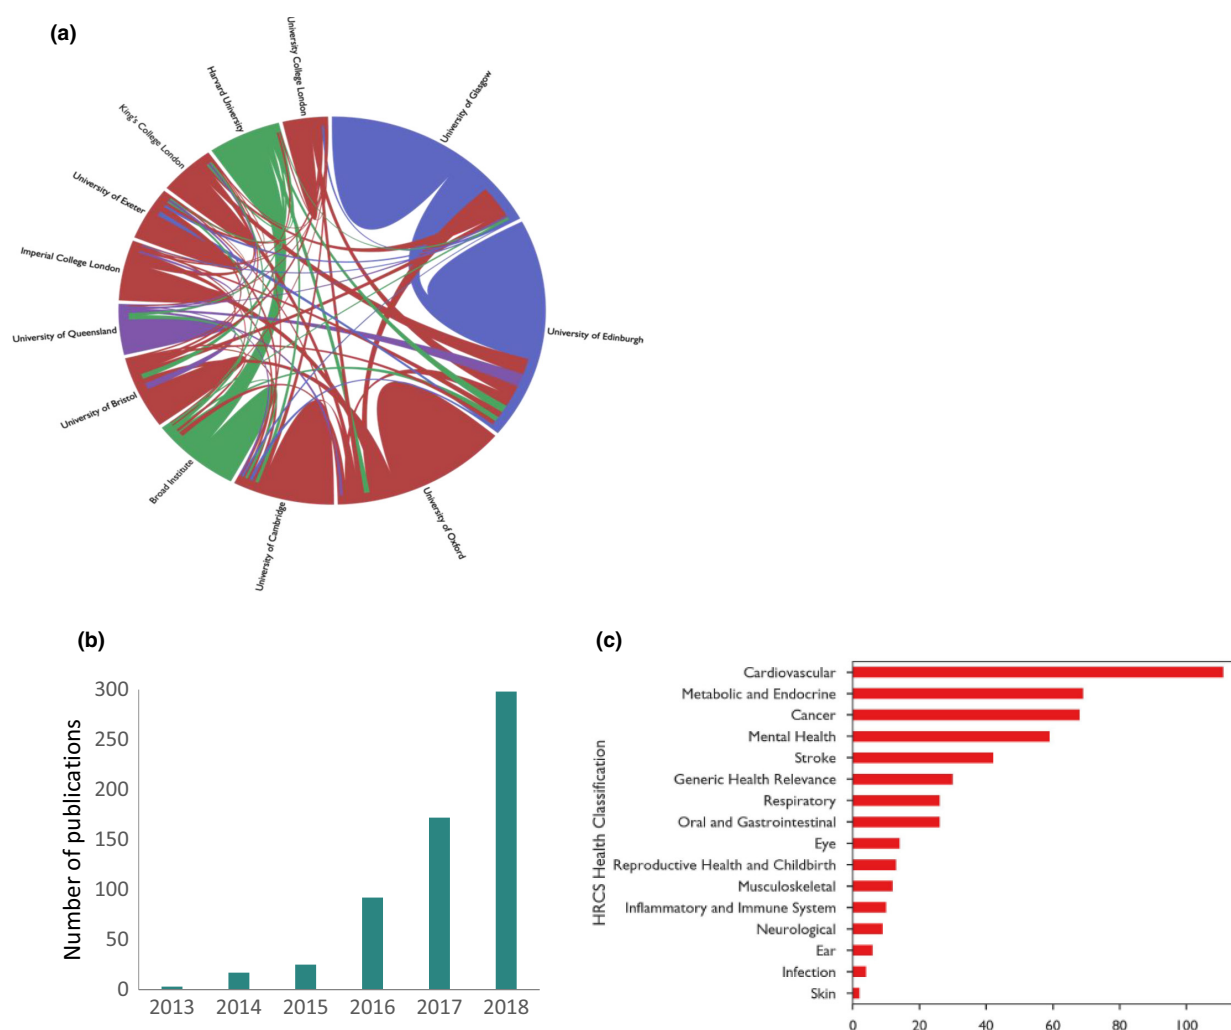 (a)
University College London
University of Glasgow
Harvard University
King's College London
University of Exeter
Imperial College London
University of Queensland
University of Edinburgh
University of Bristol
Broad Institute
University of Cambridge
University of Oxford
(b)
Number of publications
300
250
200
150
100
50
0
2013 2014 2015 2016 2017 2018
(c)
HRCS Health Classification
Cardiovascular
Metabolic and Endocrine
Cancer
Mental Health
Stroke
Generic Health Relevance
Respiratory
Oral and Gastrointestinal
Eye
Reproductive Health and Childbirth
Musculoskeletal
Inflammatory and Immune System
Neurological
Ear
Infection
Skin
0 20 40 60 80 100